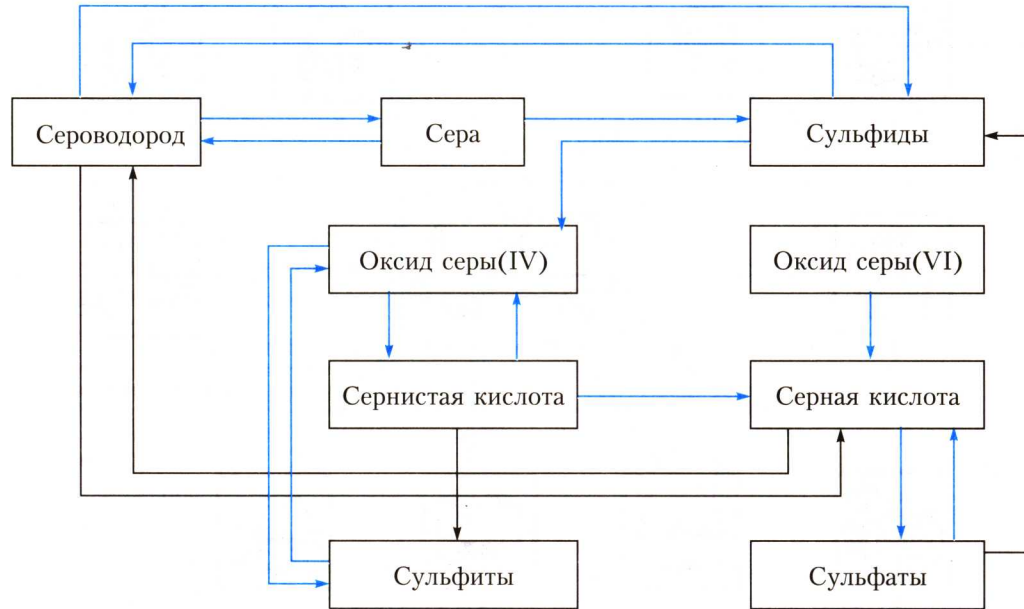 Сероводород
Сера
Сульфиды
Оксид серы(IV)
Оксид серы(VI)
Сернистая кислота
Серная кислота
Сульфиты
Сульфаты